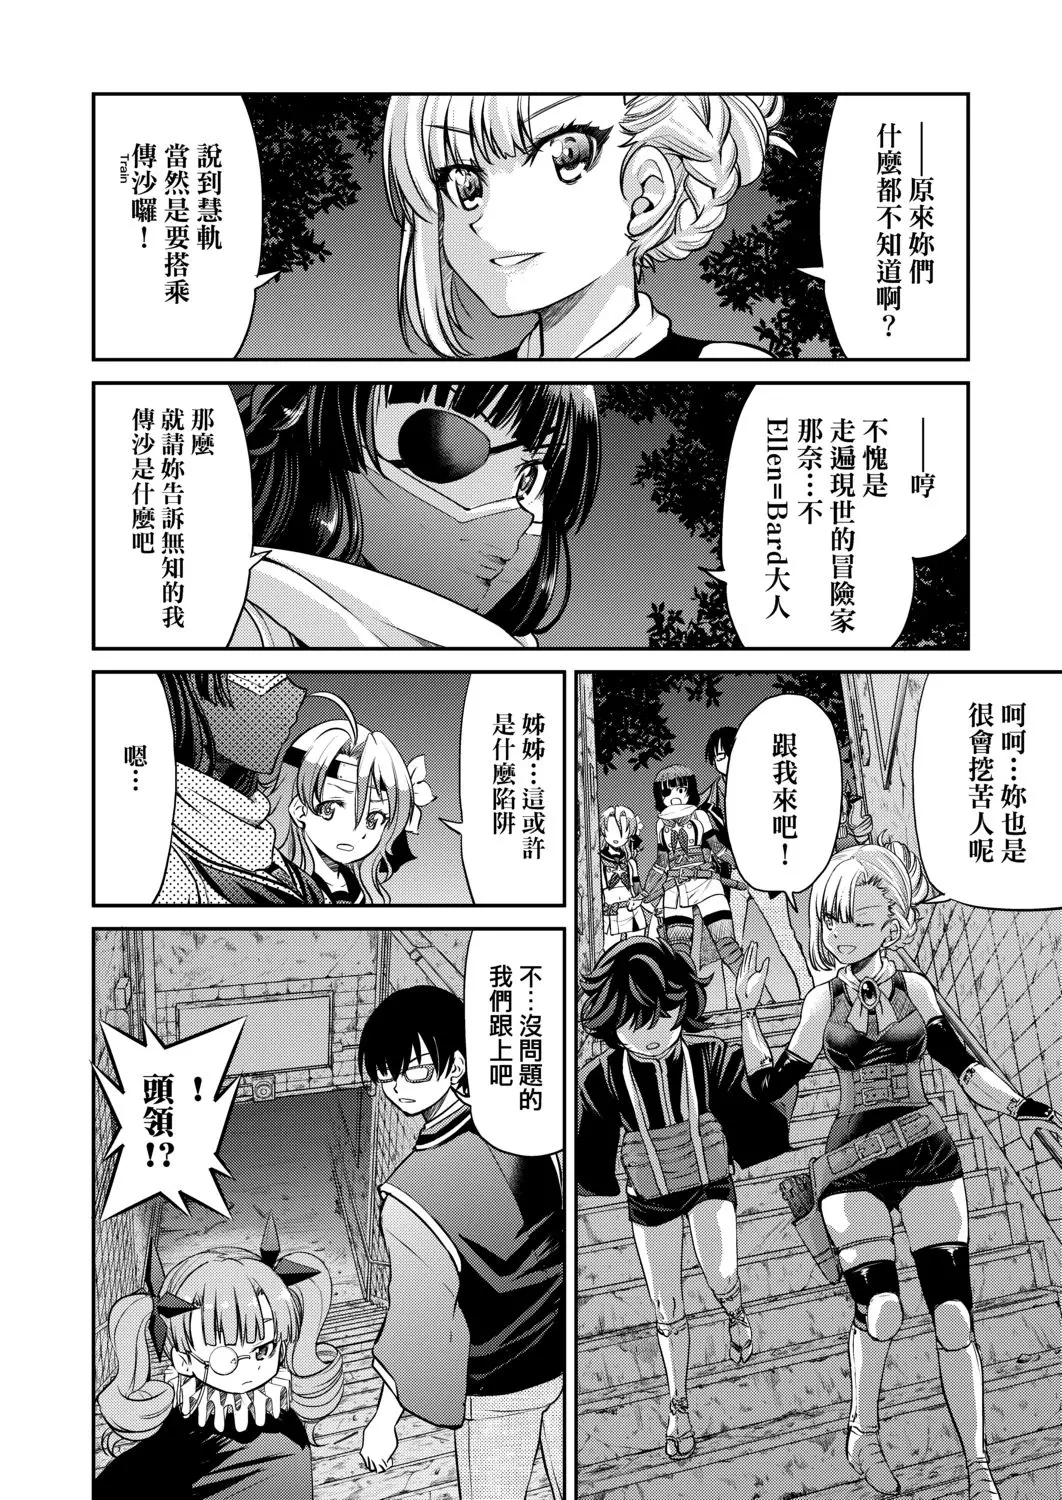 ——原來妳們
什麼都不知道啊？
說到慧軌
當然是要搭乘
傳沙囉！
Train
——哼
不愧是
走遍現世的冒險家
那奈…不
Ellen=Bard大人
那麼
就請妳告訴無知的我
傳沙是什麼吧
呵呵…妳也是
很會挖苦人呢
跟我來吧！
姊姊…這或許
是什麼陷阱
嗯…
不…沒問題的
我們跟上吧
！
頭領!?